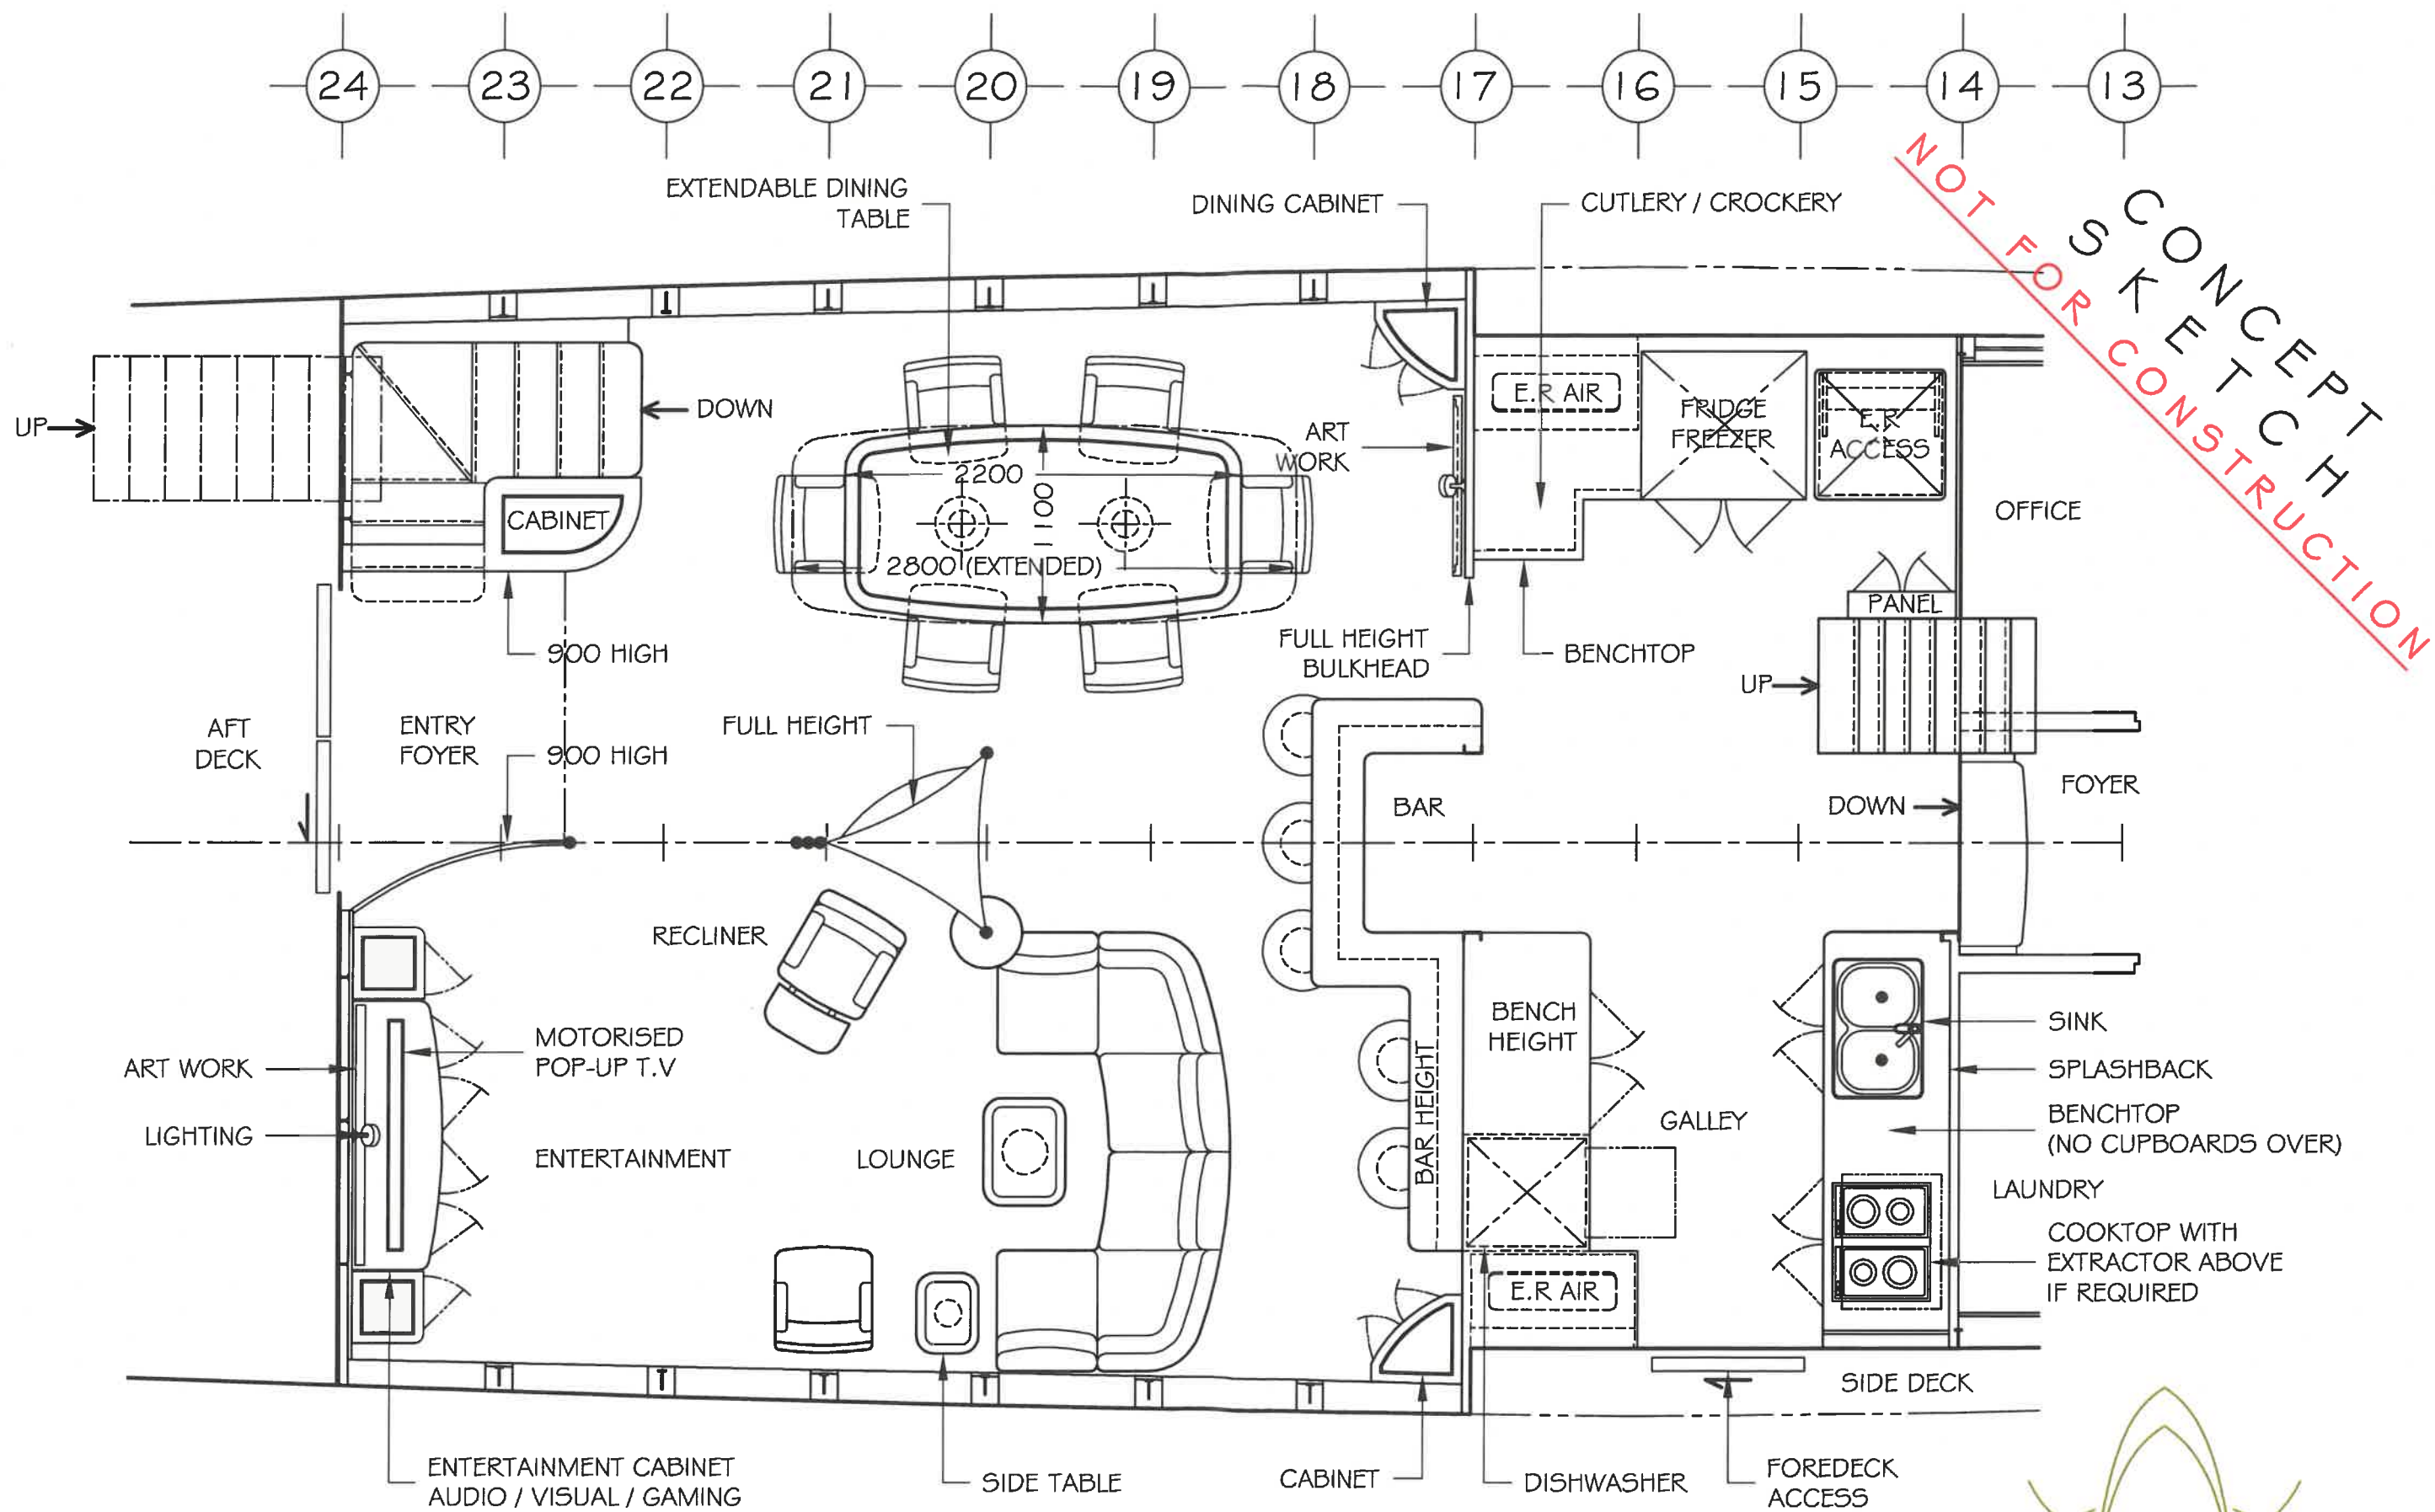 24 23 22 21 20 19 18 17 16 15 14 13
CONCEPT
SKETCH
NOT FOR CONSTRUCTION
EXTENDABLE DINING
TABLE
DINING CABINET
CUTLERY / CROCKERY
UP
DOWN
CABINET
2200
1100
2800 (EXTENDED)
ART
WORK
E.R AIR
FRIDGE
FREEZER
E.R
ACCESS
OFFICE
PANEL
900 HIGH
FULL HEIGHT
BULKHEAD
BENCHTOP
UP
AFT
DECK
ENTRY
FOYER
900 HIGH
FULL HEIGHT
BAR
DOWN
FOYER
RECLINER
ART WORK
LIGHTING
MOTORISED
POP-UP T.V
ENTERTAINMENT
LOUNGE
BAR HEIGHT
BENCH
HEIGHT
GALLEY
SINK
SPLASHBACK
BENCHTOP
(NO CUPBOARDS OVER)
LAUNDRY
COOKTOP WITH
EXTRACTOR ABOVE
IF REQUIRED
E.R AIR
SIDE DECK
ENTERTAINMENT CABINET
AUDIO / VISUAL / GAMING
SIDE TABLE
CABINET
DISHWASHER
FOREDECK
ACCESS